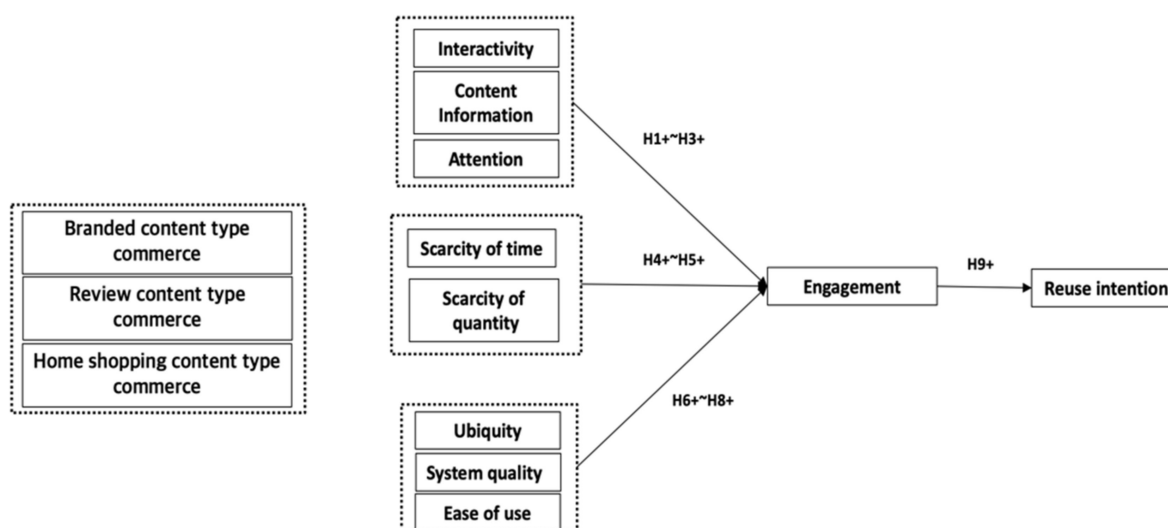 Branded content type
commerce
Review content type
commerce
Home shopping content type
commerce
Interactivity
Content
Information
Attention
Scarcity of time
Scarcity of
quantity
Ubiquity
System quality
Ease of use
H1+~H3+
H4+~H5+
H6+~H8+
Engagement
H9+
Reuse intention